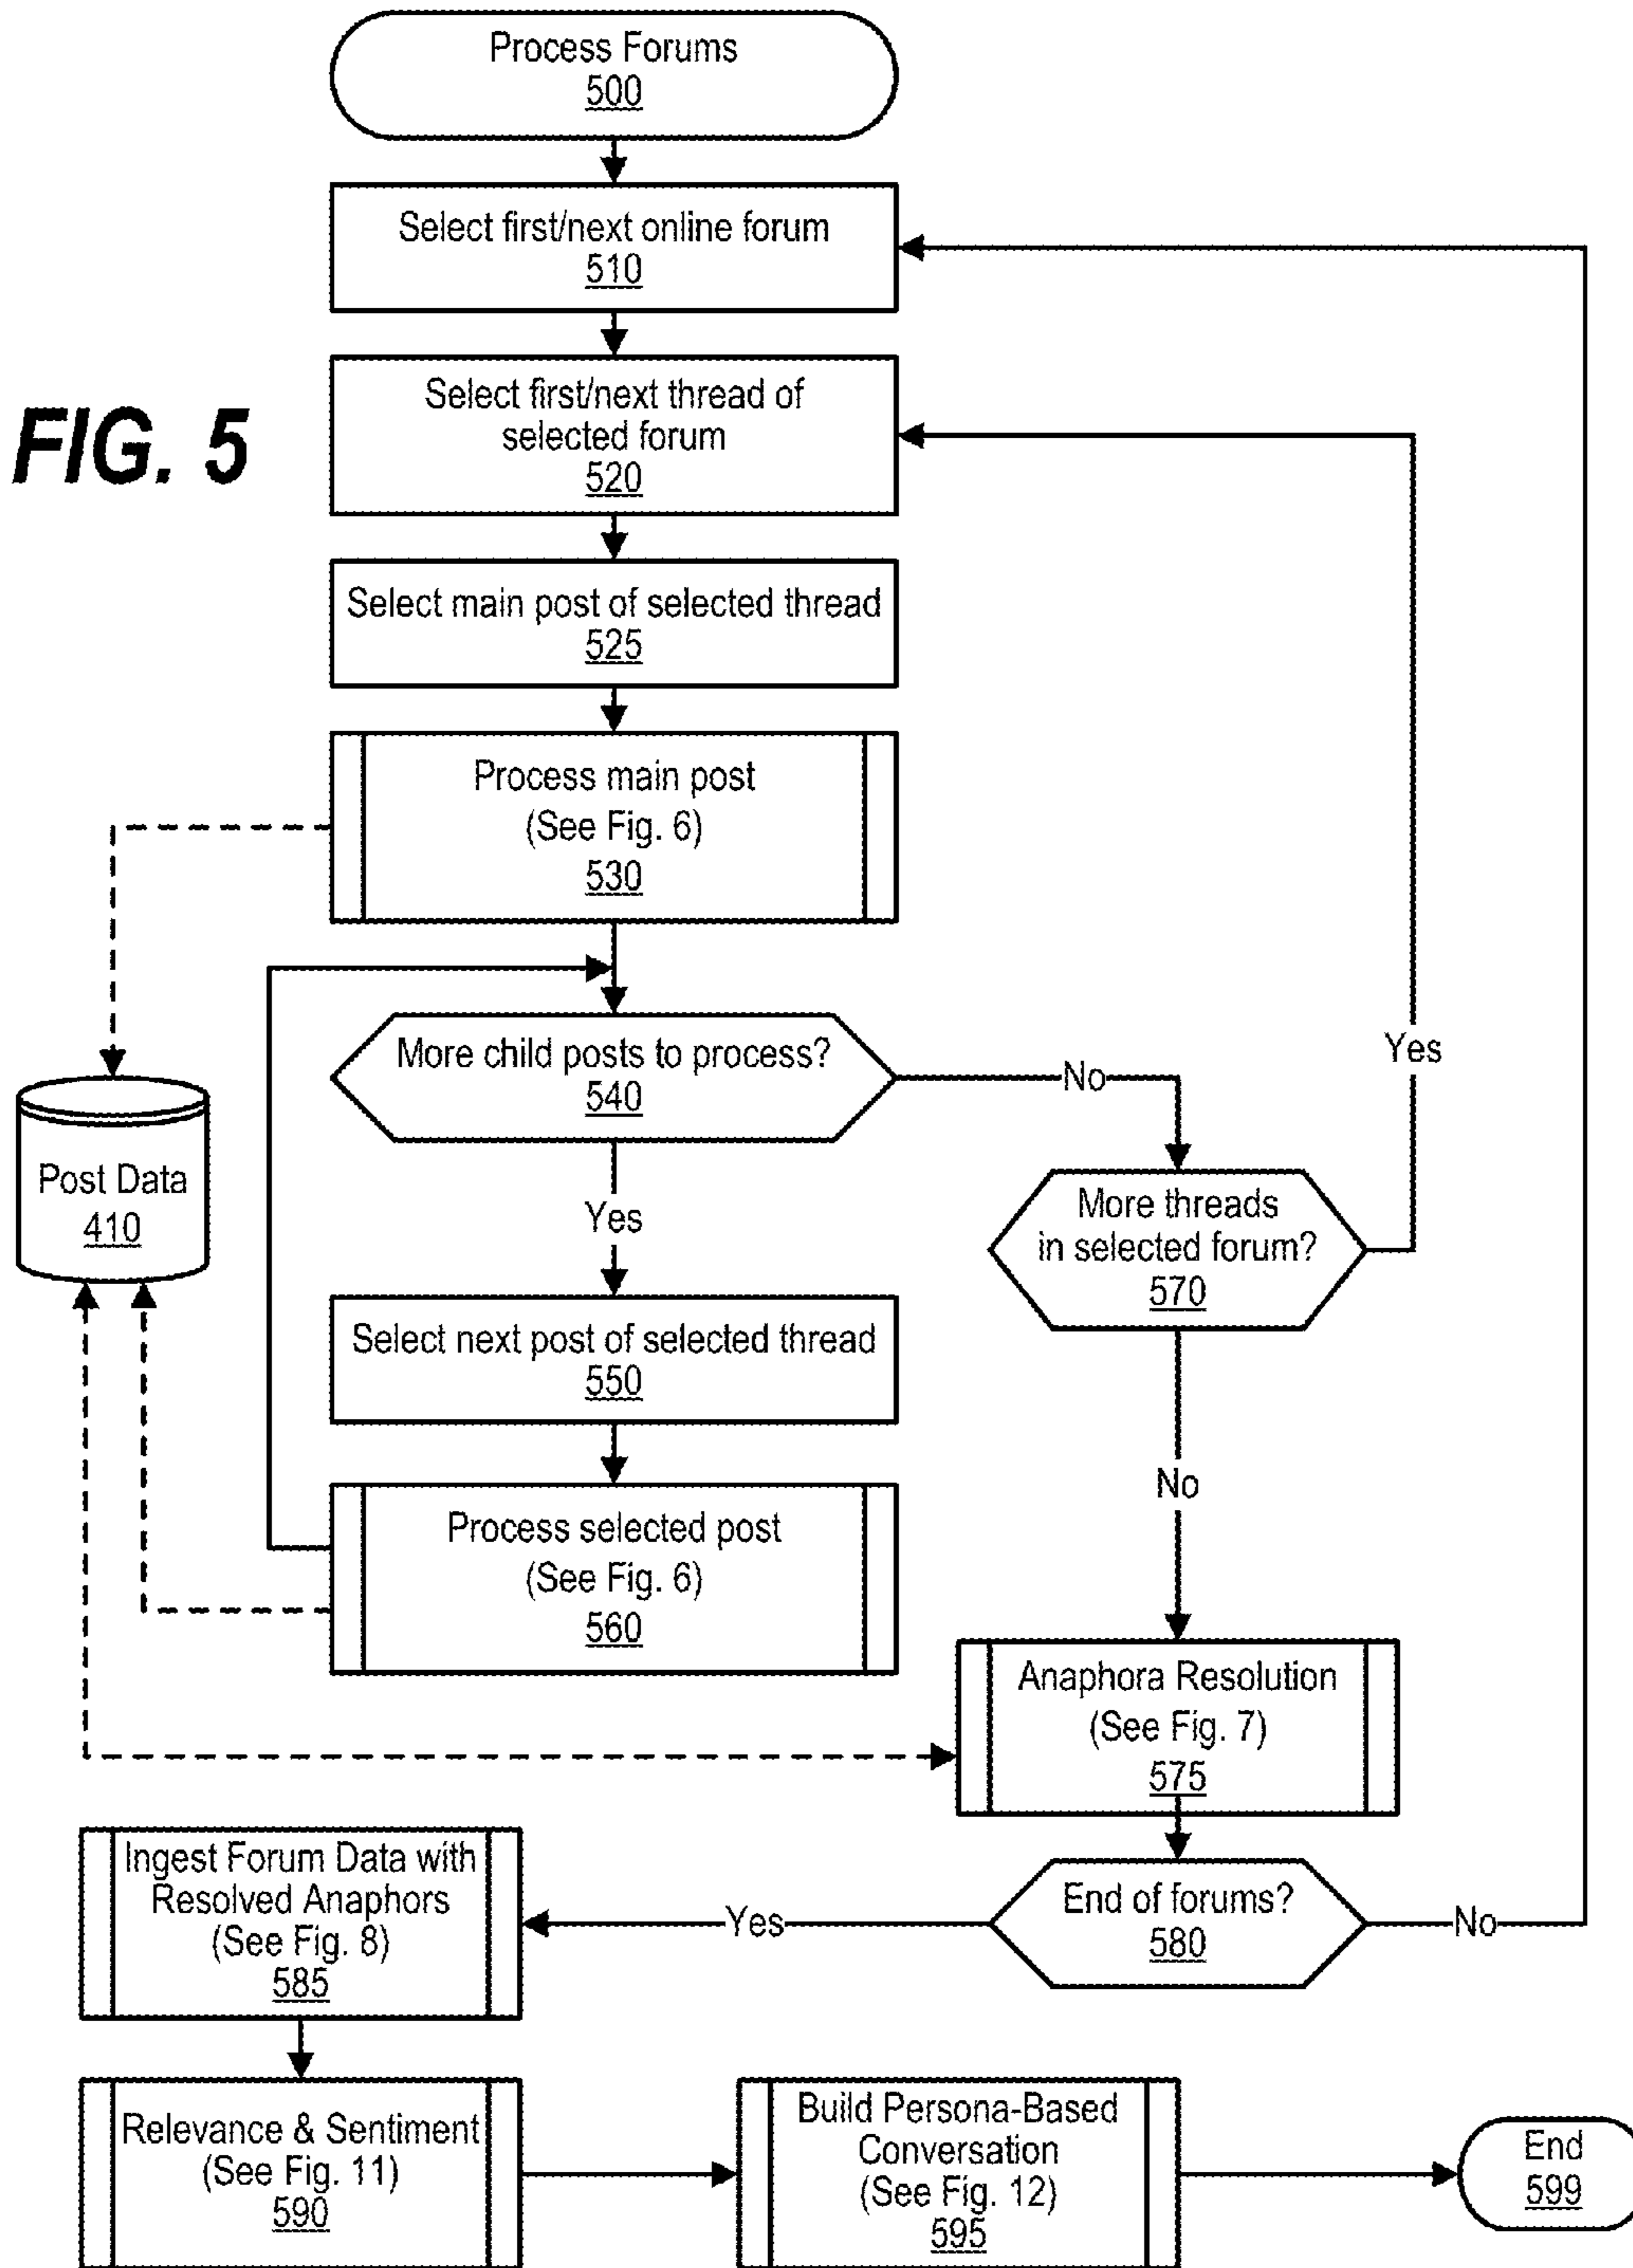 Process Forums
500
Select first/next online forum
510
FIG. 5
Select first/next thread of
selected forum
520
Select main post of selected thread
525
Process main post
(See Fig. 6)
530
More child posts to process?
540
No
Yes
Post Data
410
Yes
More threads
in selected forum?
570
Select next post of selected thread
550
No
Process selected post
(See Fig. 6)
560
Anaphora Resolution
(See Fig. 7)
575
Ingest Forum Data with
Resolved Anaphors
(See Fig. 8)
585
Yes
End of forums?
580
No
Relevance & Sentiment
(See Fig. 11)
590
Build Persona-Based
Conversation
(See Fig. 12)
595
End
599